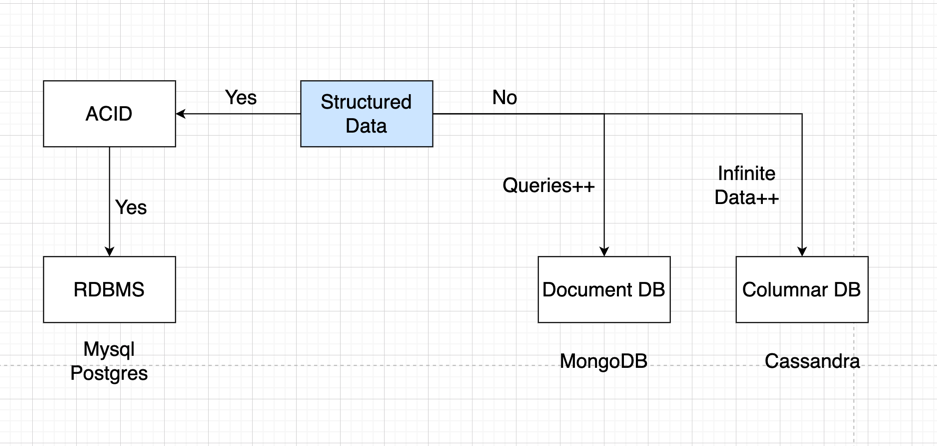 Yes
Structured
Data
No
ACID
Queries++
Infinite
Data++
Yes
RDBMS
Document DB
Columnar DB
Mysql
Postgres
MongoDB
Cassandra